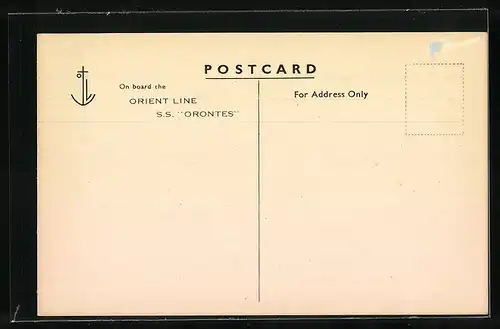 POSTCARD
On board the
ORIENT LINE
S.S. "ORONTES"
For Address Only